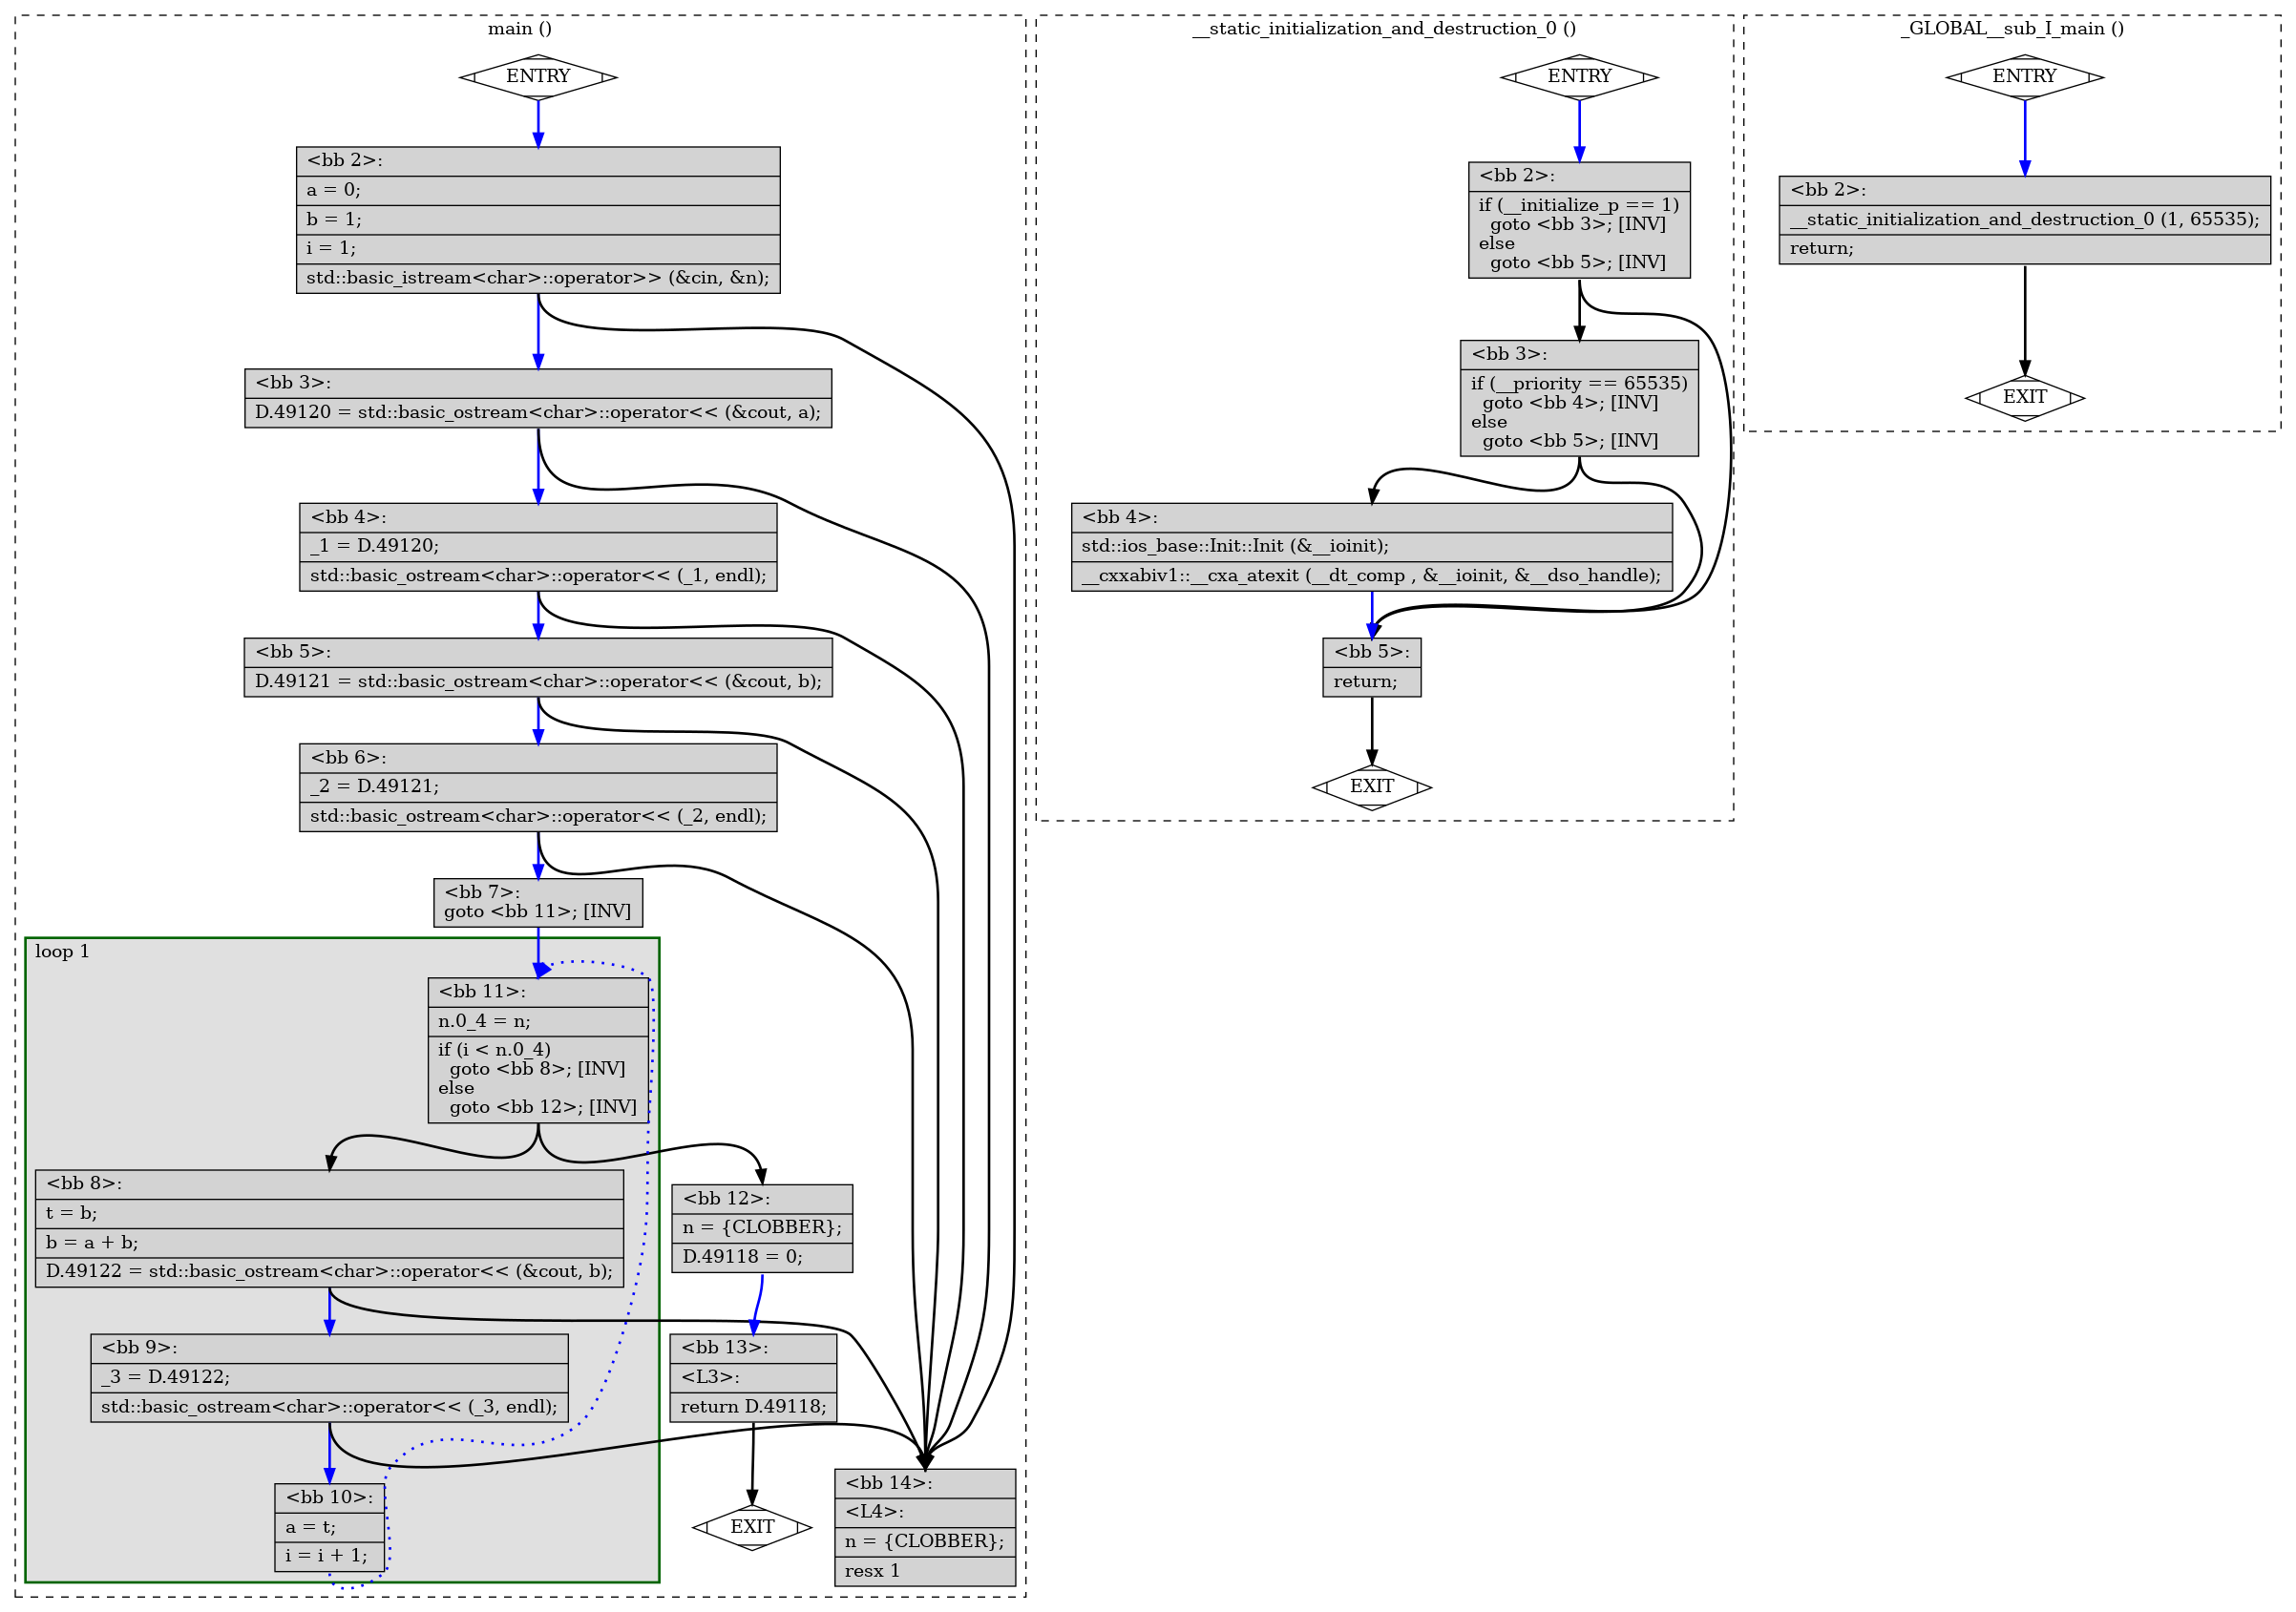 main ()
ENTRY
<bb 2>:
a = 0;
b = 1;
i = 1;
std::basic_istream<char>::operator>> (&cin, &n);
<bb 3>:
D.49120 = std::basic_ostream<char>::operator<< (&cout, a);
<bb 4>:
_1 = D.49120;
std::basic_ostream<char>::operator<< (_1, endl);
<bb 5>:
D.49121 = std::basic_ostream<char>::operator<< (&cout, b);
<bb 6>:
_2 = D.49121;
std::basic_ostream<char>::operator<< (_2, endl);
<bb 7>:
goto <bb 11>; [INV]
loop 1
<bb 11>:
n.0_4 = n;
if (i < n.0_4)
  goto <bb 8>; [INV]
else
  goto <bb 12>; [INV]
<bb 8>:
t = b;
b = a + b;
D.49122 = std::basic_ostream<char>::operator<< (&cout, b);
<bb 9>:
_3 = D.49122;
std::basic_ostream<char>::operator<< (_3, endl);
<bb 10>:
a = t;
i = i + 1;
<bb 12>:
n = {CLOBBER};
D.49118 = 0;
<bb 13>:
<L3>:
return D.49118;
EXIT
<bb 14>:
<L4>:
n = {CLOBBER};
resx 1
__static_initialization_and_destruction_0 ()
ENTRY
<bb 2>:
if (__initialize_p == 1)
  goto <bb 3>; [INV]
else
  goto <bb 5>; [INV]
<bb 3>:
if (__priority == 65535)
  goto <bb 4>; [INV]
else
  goto <bb 5>; [INV]
<bb 4>:
std::ios_base::Init::Init (&__ioinit);
__cxxabiv1::__cxa_atexit (__dt_comp , &__ioinit, &__dso_handle);
<bb 5>:
return;
EXIT
_GLOBAL__sub_I_main ()
ENTRY
<bb 2>:
__static_initialization_and_destruction_0 (1, 65535);
return;
EXIT